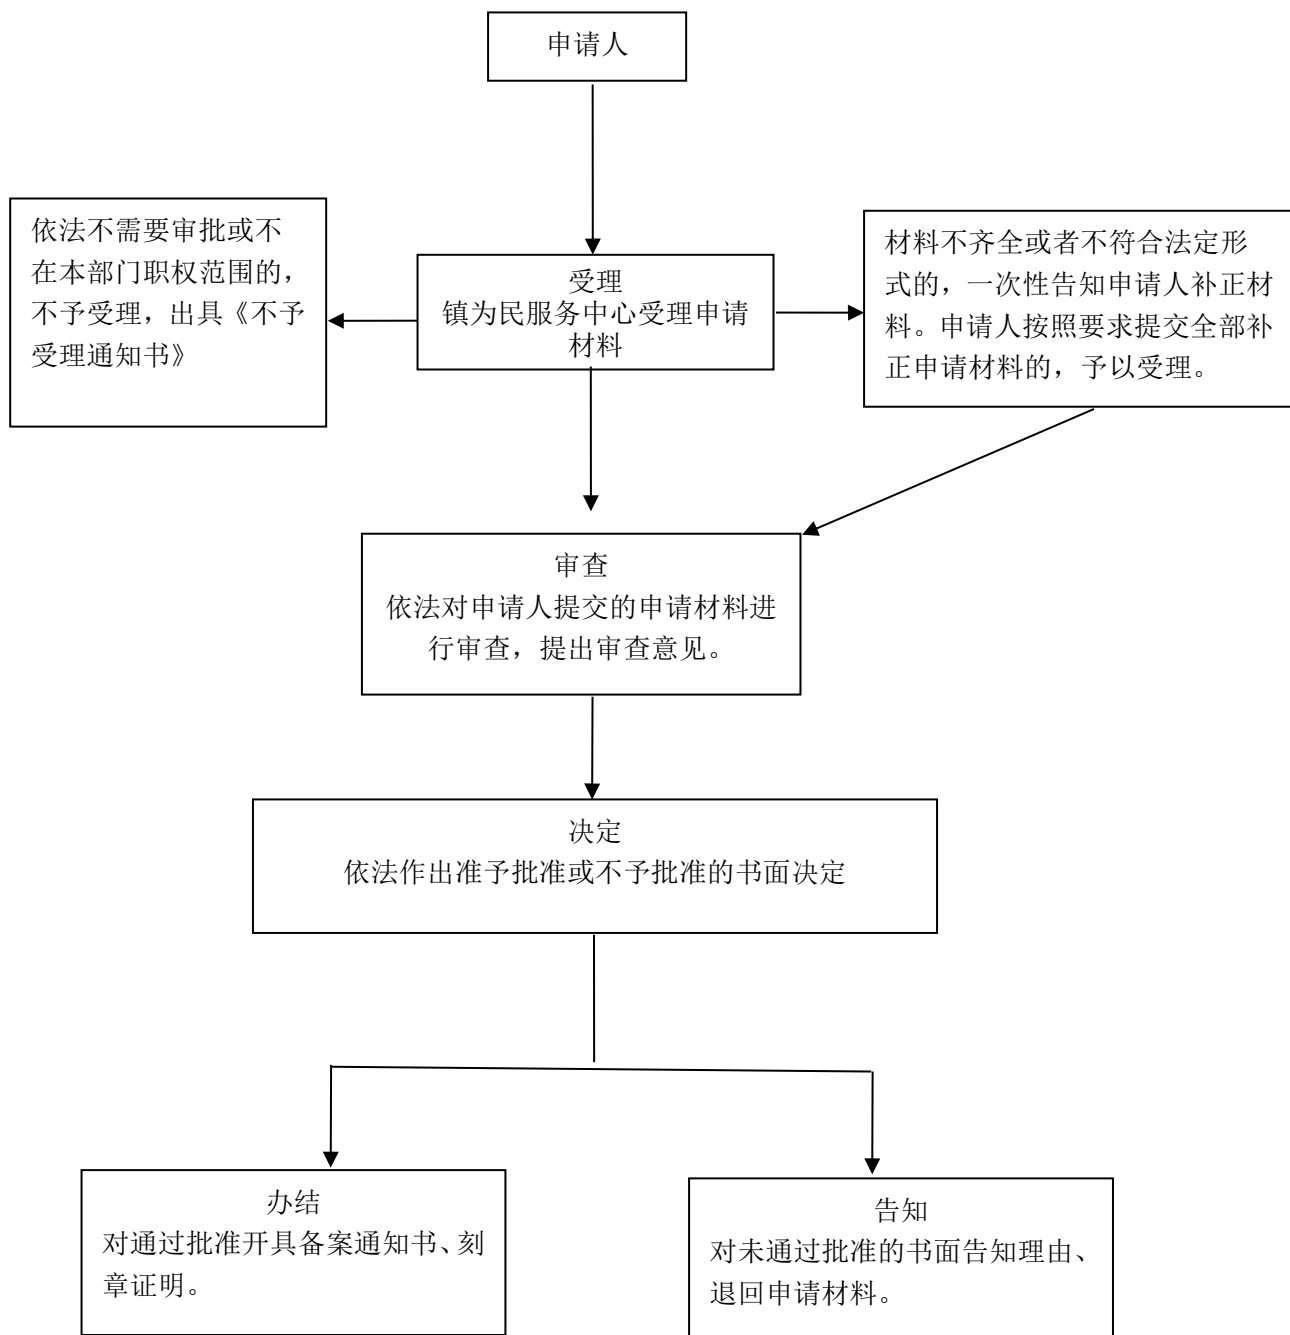 申请人
依法不需要审批或不
在本部门职权范围的，
不予受理，出具《不予
受理通知书》
受理
镇为民服务中心受理申请
材料
材料不齐全或者不符合法定形
式的，一次性告知申请人补正材
料。申请人按照要求提交全部补
正申请材料的，予以受理。
审查
依法对申请人提交的申请材料进
行审查，提出审查意见。
决定
依法作出准予批准或不予批准的书面决定
办结
对通过批准开具备案通知书、刻
章证明。
告知
对未通过批准的书面告知理由、
退回申请材料。